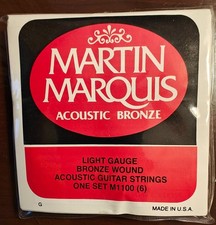 MARTIN
MARQUIS
ACOUSTIC BRONZE
LIGHT GAUGE
BRONZE WOUND
ACOUSTIC GUITAR STRINGS
ONE SET M1100 (6)
G
MADE IN U.S.A.